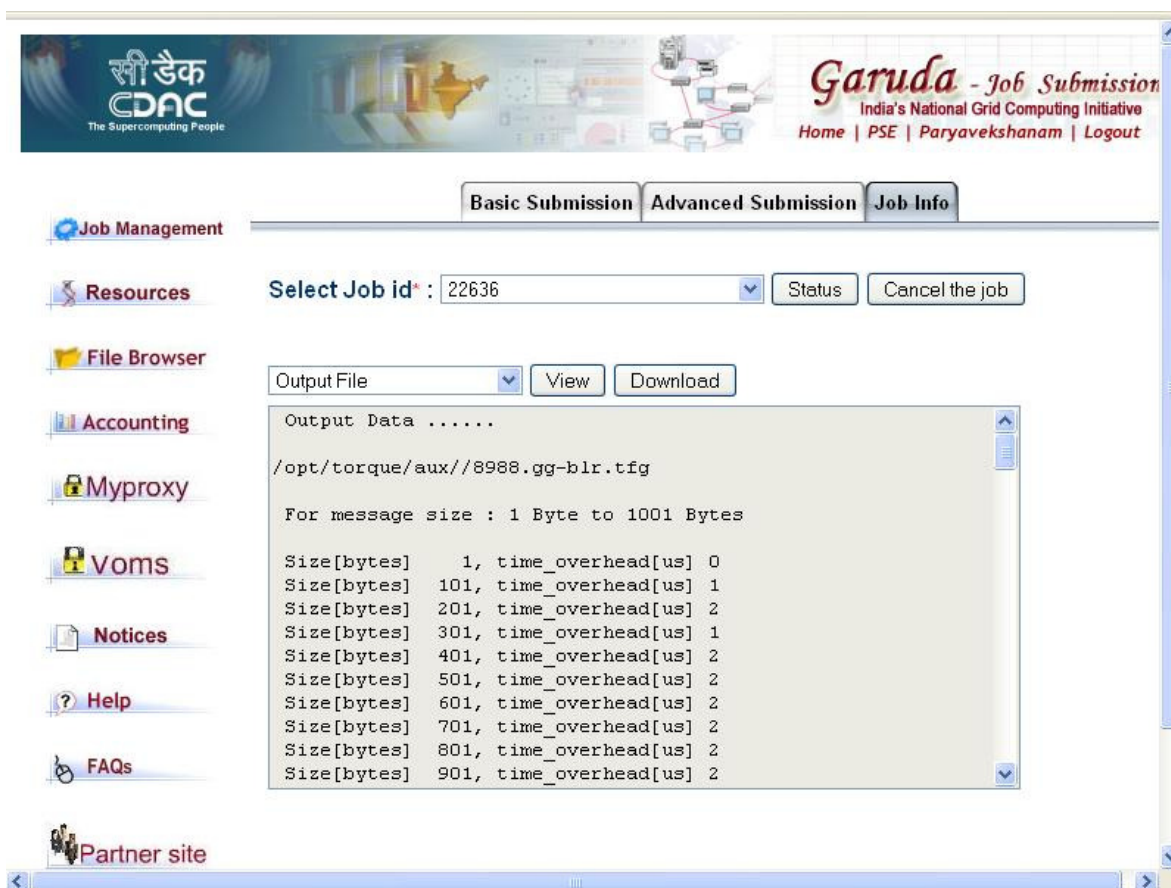 सी डैक
CDAC
The Supercomputing People
Garuda - Job Submission
India's National Grid Computing Initiative
Home | PSE | Paryavekshanam | Logout
Basic Submission
Advanced Submission
Job Info
Job Management
Resources
File Browser
Accounting
Myproxy
Voms
Notices
Help
FAQs
Partner site
Select Job id* : 22636
Status
Cancel the job
Output File
View
Download
Output Data ......
/opt/torque/aux//8988.gg-blr.tfg
For message size : 1 Byte to 1001 Bytes
Size[bytes] 1, time_overhead[us] 0
Size[bytes] 101, time_overhead[us] 1
Size[bytes] 201, time_overhead[us] 2
Size[bytes] 301, time_overhead[us] 1
Size[bytes] 401, time_overhead[us] 2
Size[bytes] 501, time_overhead[us] 2
Size[bytes] 601, time_overhead[us] 2
Size[bytes] 701, time_overhead[us] 2
Size[bytes] 801, time_overhead[us] 2
Size[bytes] 901, time_overhead[us] 2